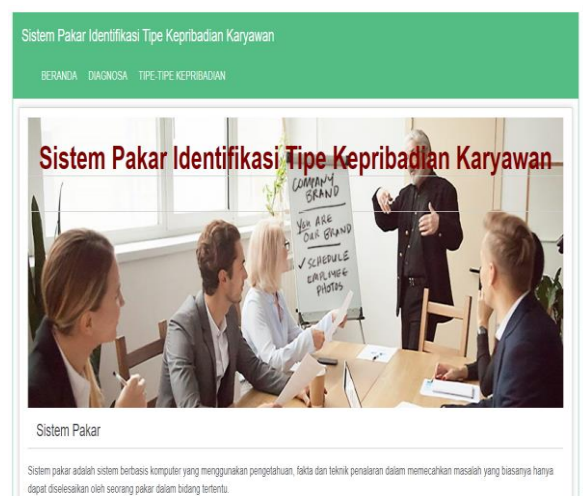 Sistem Pakar Identifikasi Tipe Kepribadian Karyawan
BERANDA DIAGNOSA TIPE-TIPE KEPRIBADIAN
Sistem Pakar Identifikasi Tipe Kepribadian Karyawan
COMPANY
BRAND
YOU ARE
OUR BRAND
✓ SCHEDULE
EMPLOYEE
PHOTOS
Sistem Pakar
Sistem pakar adalah sistem berbasis komputer yang menggunakan pengetahuan, fakta dan teknik penalaran dalam memecahkan masalah yang biasanya hanya
dapat diselesaikan oleh seorang pakar dalam bidang tertentu.